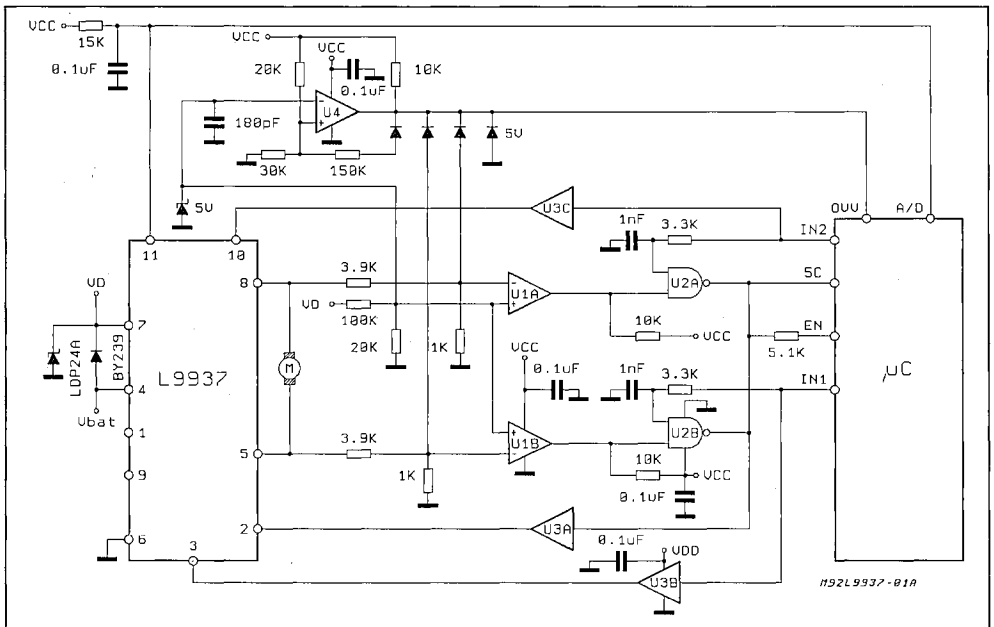 VCC
15K
0.1uF
VCC
VCC
20K
10K
0.1uF
U4
180pF
5V
30K
150K
5V
U3C
OVV
A/D
1nF
3.3K
IN2
11
10
VD
8
3.9K
U1A
U2A
SC
VD
100K
10K
VCC
EN
7
20K
1K
5.1K
LDP24A
BY239
L9937
M
VCC
0.1uF
1nF
3.3K
IN1
µC
4
Vbat
1
3.9K
U1B
U2B
5
10K
VCC
9
1K
0.1uF
2
U3A
6
3
0.1uF
VDD
U3B
M92L9937-01A